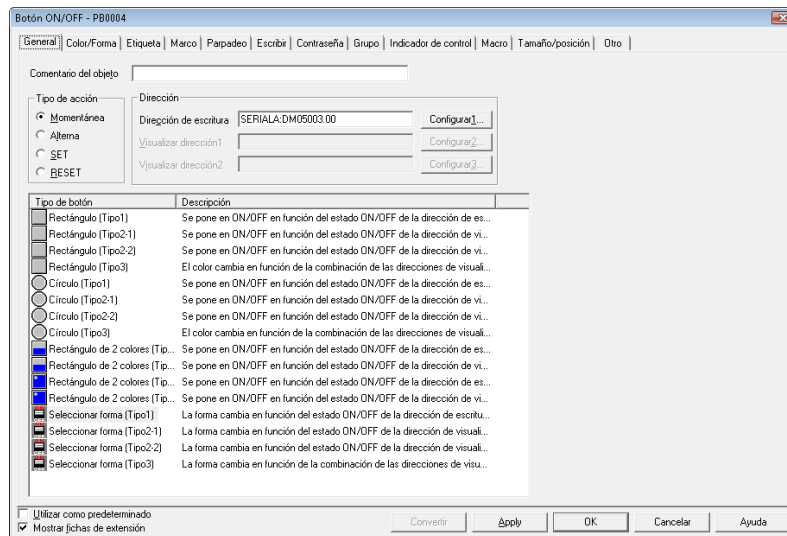 Botón ON/OFF - PB0004
General Color/Forma Etiqueta Marco Parpadeo Escribir Contraseña Grupo Indicador de control Macro Tamaño/posición Otro
Comentario del objeto
Tipo de acción
Momentánea
Alterna
SET
RESET
Dirección
Dirección de escritura SERIALA:DM05003.00 Configurar1...
Visualizar dirección1 Configurar2...
Visualizar dirección2 Configurar3...
Tipo de botón Descripción
Rectángulo (Tipo1) Se pone en ON/OFF en función del estado ON/OFF de la dirección de es...
Rectángulo (Tipo2-1) Se pone en ON/OFF en función del estado ON/OFF de la dirección de vi...
Rectángulo (Tipo2-2) Se pone en ON/OFF en función del estado ON/OFF de la dirección de vi...
Rectángulo (Tipo3) El color cambia en función de la combinación de las direcciones de visuali...
Círculo (Tipo1) Se pone en ON/OFF en función del estado ON/OFF de la dirección de es...
Círculo (Tipo2-1) Se pone en ON/OFF en función del estado ON/OFF de la dirección de vi...
Círculo (Tipo2-2) Se pone en ON/OFF en función del estado ON/OFF de la dirección de vi...
Círculo (Tipo3) El color cambia en función de la combinación de las direcciones de visuali...
Rectángulo de 2 colores (Tip... Se pone en ON/OFF en función del estado ON/OFF de la dirección de es...
Rectángulo de 2 colores (Tip... Se pone en ON/OFF en función del estado ON/OFF de la dirección de vi...
Rectángulo de 2 colores (Tip... Se pone en ON/OFF en función del estado ON/OFF de la dirección de es...
Rectángulo de 2 colores (Tip... Se pone en ON/OFF en función del estado ON/OFF de la dirección de vi...
Seleccionar forma (Tipo1) La forma cambia en función del estado ON/OFF de la dirección de escritu...
Seleccionar forma (Tipo2-1) La forma cambia en función del estado ON/OFF de la dirección de visuali...
Seleccionar forma (Tipo2-2) La forma cambia en función del estado ON/OFF de la dirección de visuali...
Seleccionar forma (Tipo3) La forma cambia en función de la combinación de las direcciones de visu...
Utilizar como predeterminado
Mostrar fichas de extensión
Convertir Apply OK Cancelar Ayuda